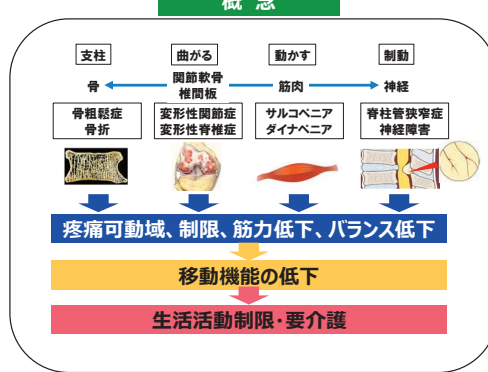 概 念
支柱 曲がる 動かす 制動
骨 関節軟骨 筋肉 神経
椎間板
骨粗鬆症 変形性関節症 サルコペニア 脊柱管狭窄症
骨折 変形性脊椎症 ダイナペニア 神経障害
疼痛可動域、制限、筋力低下、バランス低下
移動機能の低下
生活活動制限・要介護